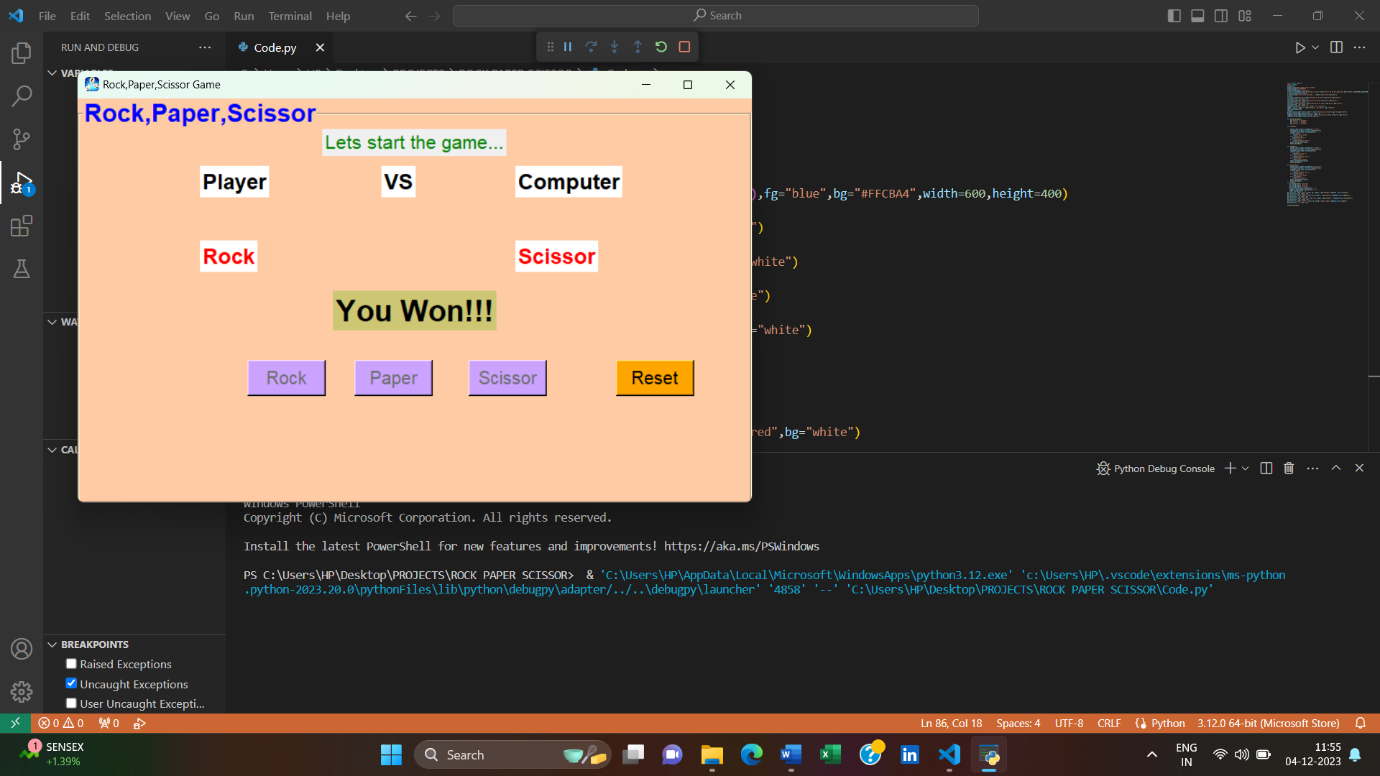 File Edit Selection View Go Run Terminal Help
Search
RUN AND DEBUG
Code.py
Rock,Paper,Scissor Game
Rock,Paper,Scissor
Lets start the game...
Player VS Computer
Rock Scissor
You Won!!!
Rock Paper Scissor Reset
),fg="blue",bg="#FFCBA4",width=600,height=400)
")
white")
e")
="white")
red",bg="white")
Python Debug Console
Windows PowerShell
Copyright (C) Microsoft Corporation. All rights reserved.
Install the latest PowerShell for new features and improvements! https://aka.ms/PSWindows
PS C:\Users\HP\Desktop\PROJECTS\ROCK PAPER SCISSOR> & 'C:\Users\HP\AppData\Local\Microsoft\WindowsApps\python3.12.exe' 'c:\Users\HP\.vscode\extensions\ms-python
.python-2023.20.0\pythonFiles\lib\python\debugpy\adapter/../..\debugpy\launcher' '4858' '--' 'C:\Users\HP\Desktop\PROJECTS\ROCK PAPER SCISSOR\Code.py'
BREAKPOINTS
Raised Exceptions
Uncaught Exceptions
User Uncaught Excepti...
0 0 0
Ln 86, Col 18 Spaces: 4 UTF-8 CRLF Python 3.12.0 64-bit (Microsoft Store)
1 SENSEX
+1.39%
Search
ENG
IN
11:55
04-12-2023